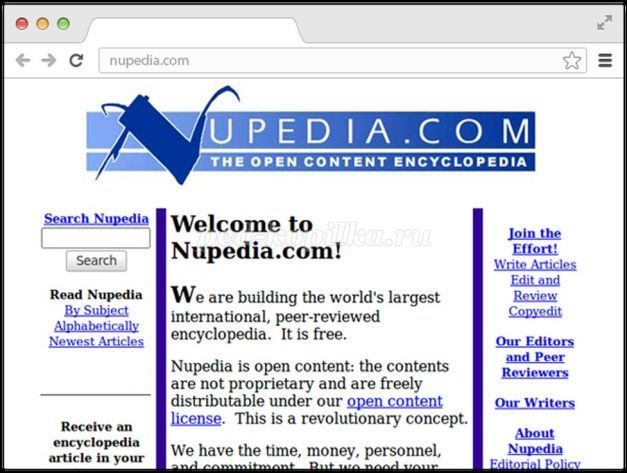 nupedia.com
NUPEDIA.COM
THE OPEN CONTENT ENCYCLOPEDIA
Search Nupedia
Search
Read Nupedia
By Subject
Alphabetically
Newest Articles
Receive an
encyclopedia
article in your
Welcome to
Nupedia.com!
We are building the world's largest
international, peer-reviewed
encyclopedia. It is free.
Nupedia is open content: the contents
are not proprietary and are freely
distributable under our open content
license. This is a revolutionary concept.
We have the time, money, personnel,
and commitment. But we need your
Join the
Effort!
Write Articles
Edit and
Review
Copyedit
Our Editors
and Peer
Reviewers
Our Writers
About
Nupedia
Editorial Policy
ped-kopilka.ru